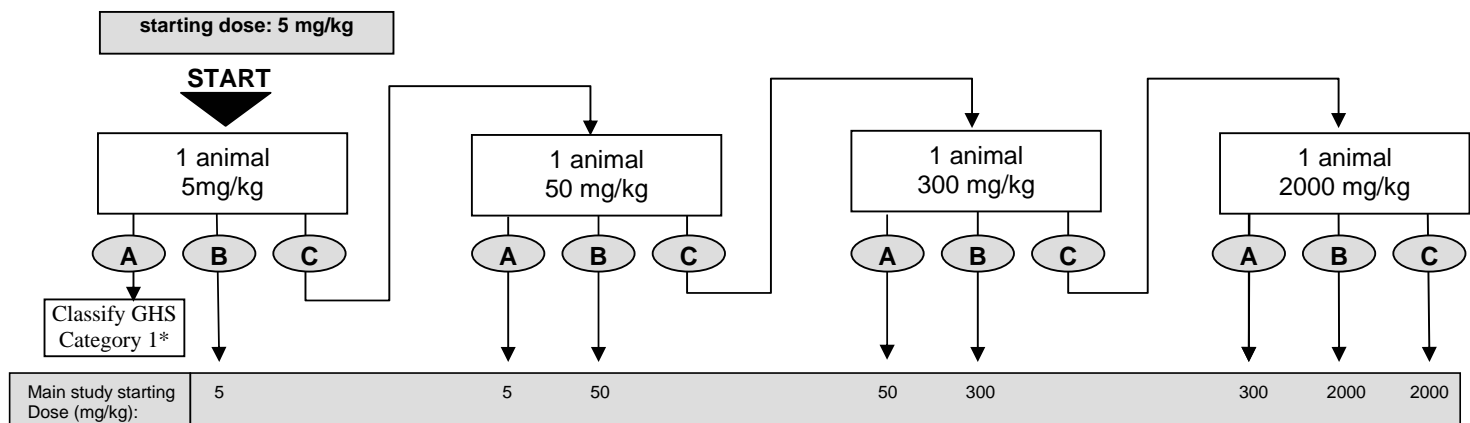 starting dose: 5 mg/kg
START
1 animal
5mg/kg
1 animal
50 mg/kg
1 animal
300 mg/kg
1 animal
2000 mg/kg
A B C A B C A B C A B C
Classify GHS
Category 1*
Main study starting
Dose (mg/kg):
5 5 50 50 300 300 2000 2000